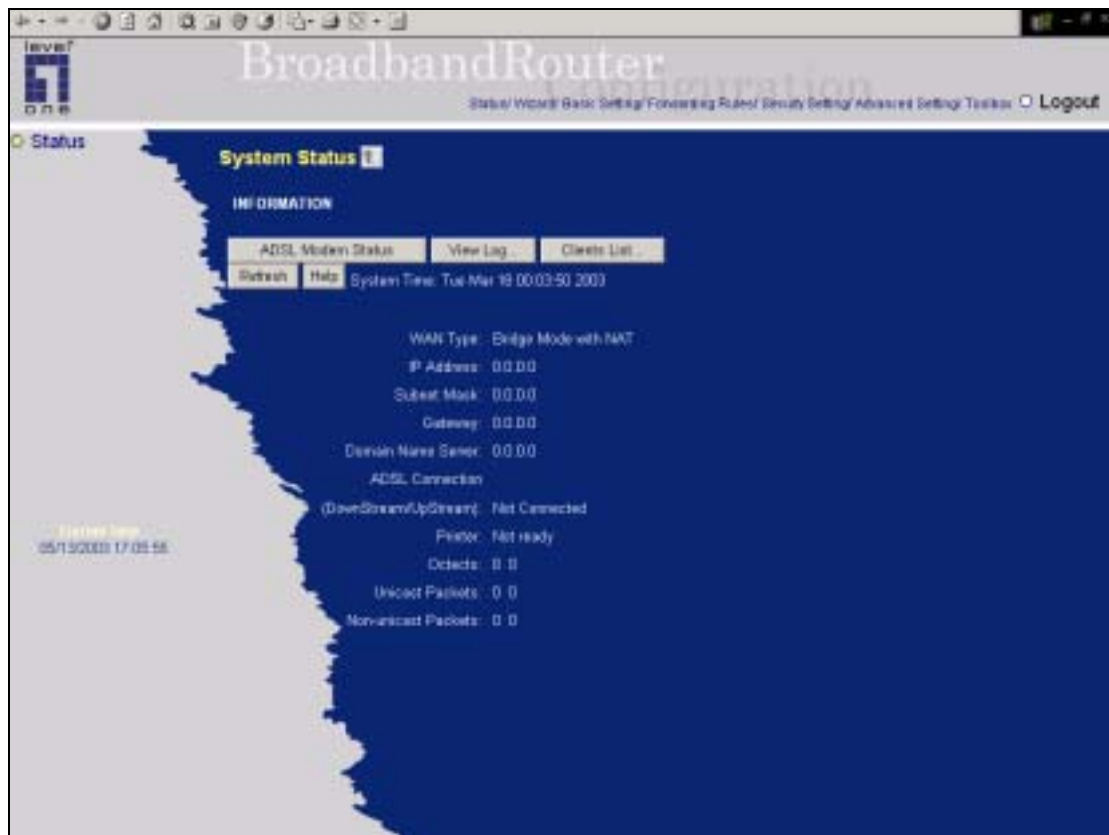 level
one
BroadbandRouter
Configuration
Status/ Wizard/ Basic Setting/ Forwarding Rules/ Security Setting/ Advanced Setting/ Toolbox Logout
Status
System Status
INFORMATION
ADSL Modem Status View Log... Clients List...
Refresh Help System Time: Tue Mar 18 00:03:50 2003
WAN Type: Bridge Mode with NAT
IP Address: 0.0.0.0
Subnet Mask: 0.0.0.0
Gateway: 0.0.0.0
Domain Name Server: 0.0.0.0
ADSL Connection
(DownStream/UpStream): Not Connected
Printer: Not ready
Octects: 0 0
Unicast Packets: 0 0
Non-unicast Packets: 0 0
05/13/2003 17:05:56